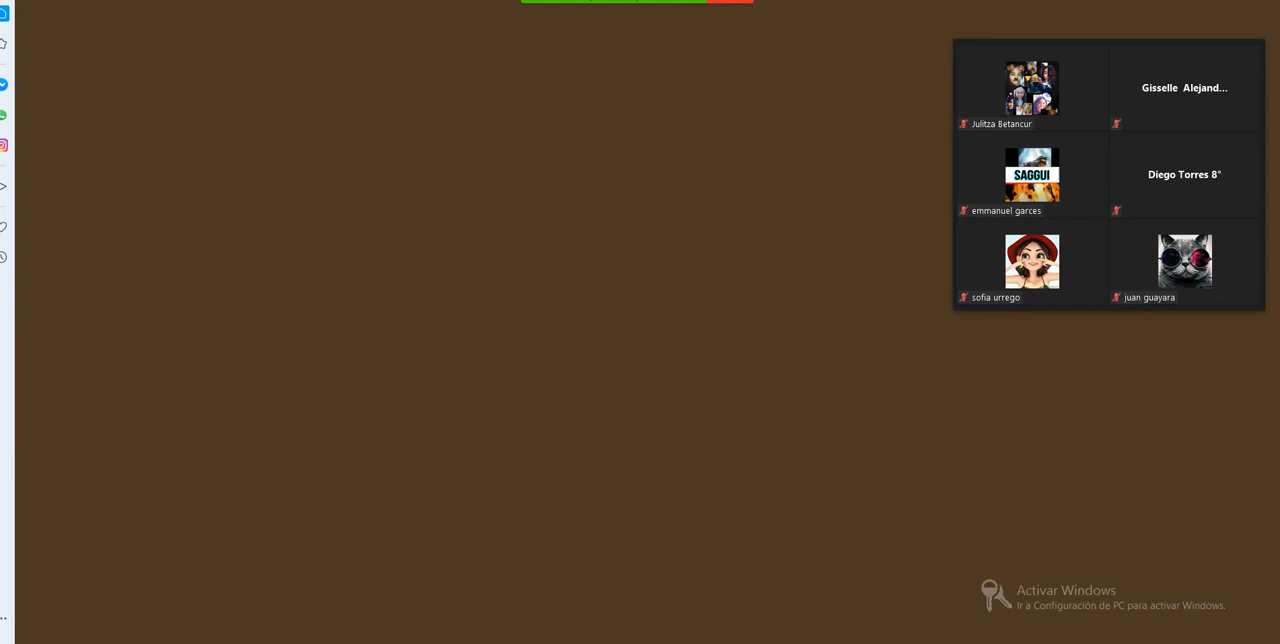 Julitza Betancur
Gisselle Alejand...
SAGGUI
emmanuel garces
Diego Torres 8°
sofia urrego
juan guayara
Activar Windows
Ir a Configuración de PC para activar Windows.